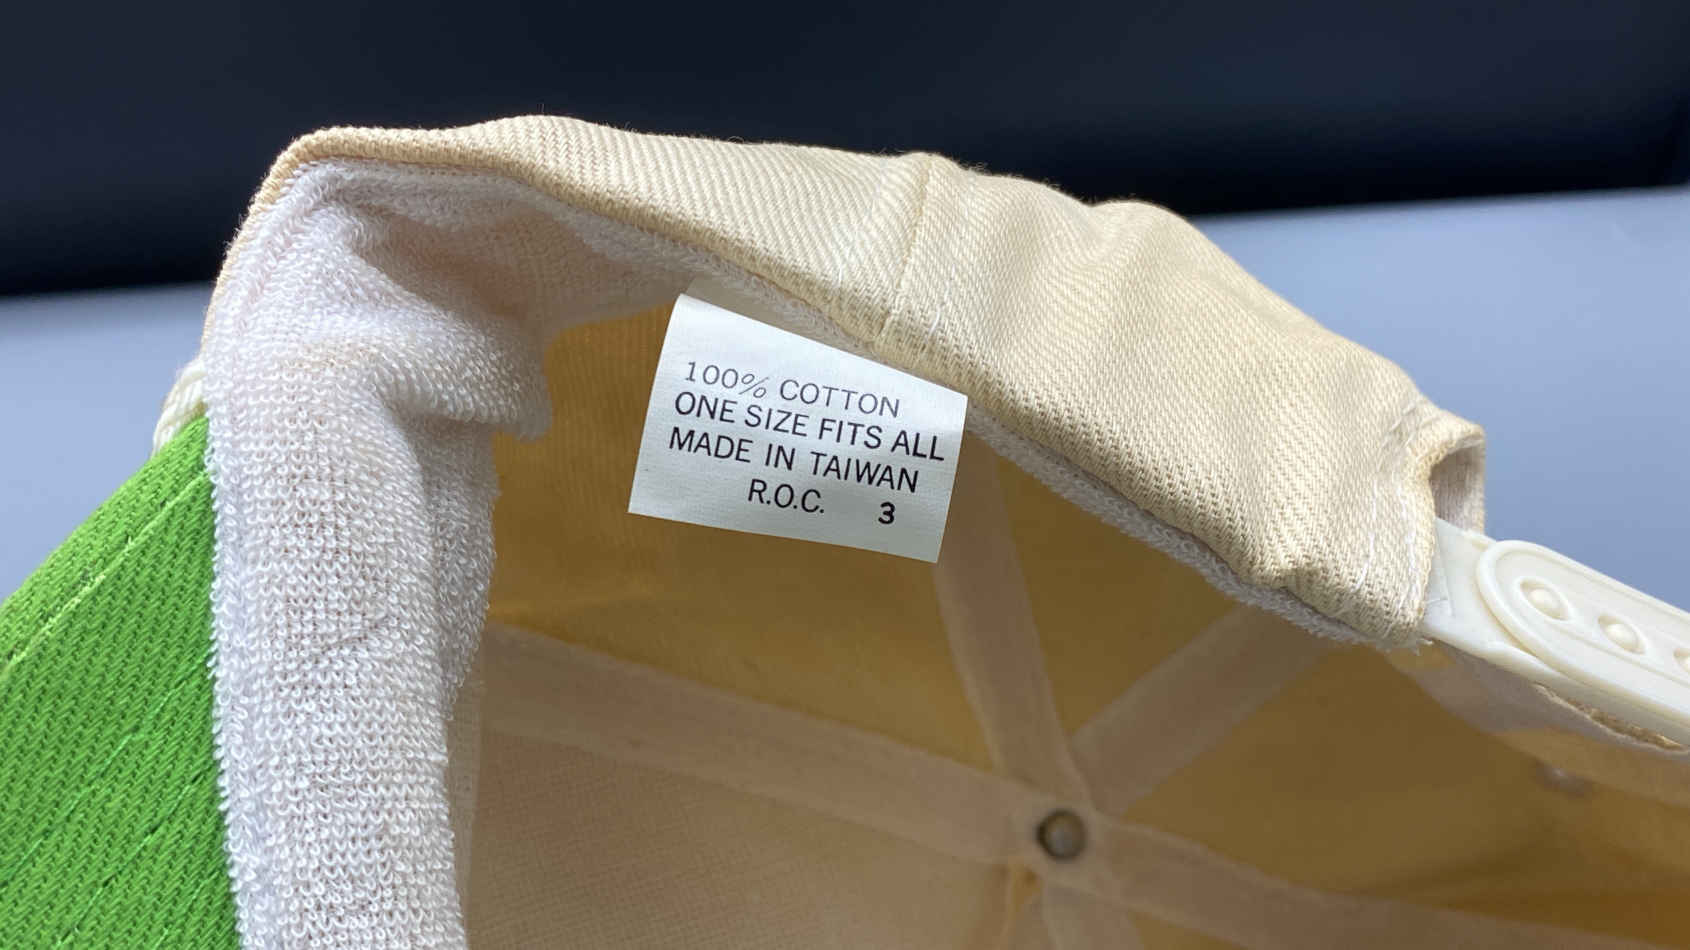 100% COTTON
ONE SIZE FITS ALL
MADE IN TAIWAN
R.O.C. 3